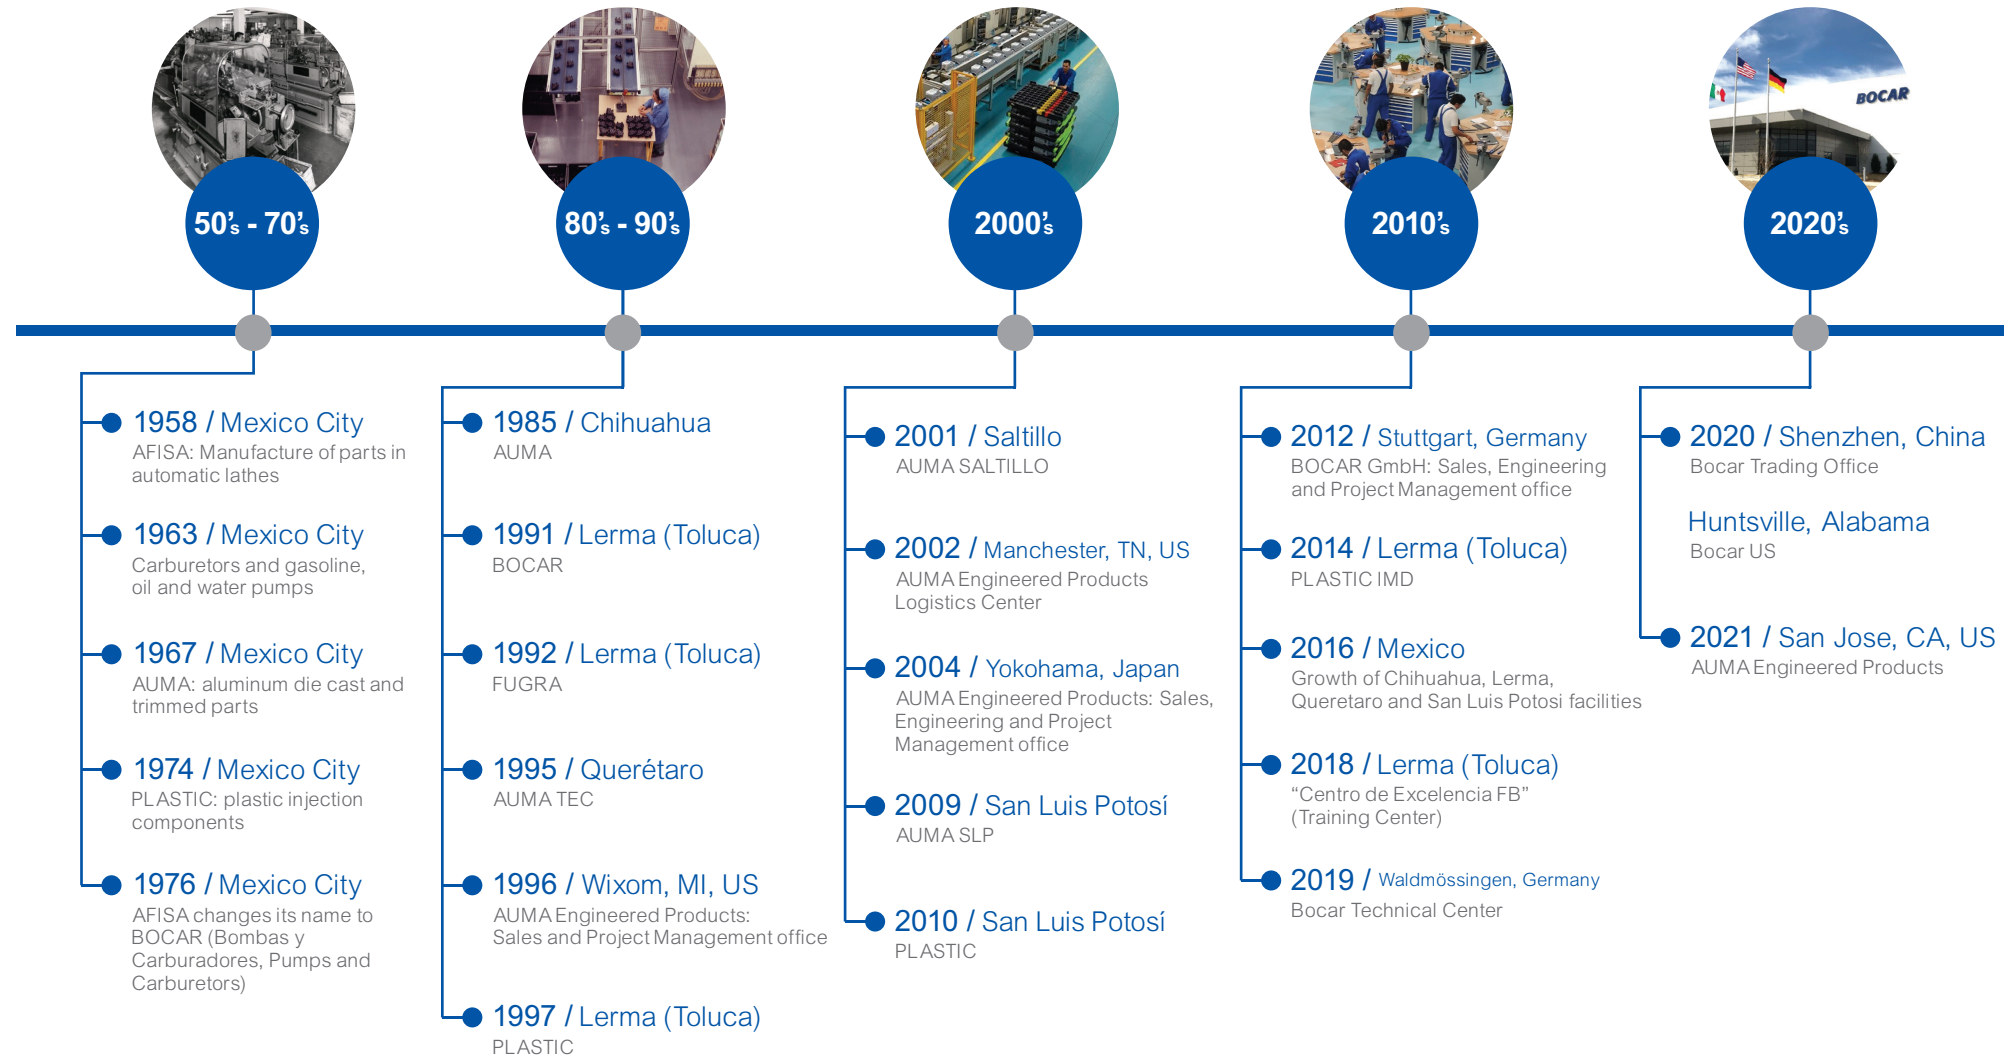 BOCAR
50's - 70's
80's - 90's
2000's
2010's
2020's
1958 / Mexico City
AFISA: Manufacture of parts in
automatic lathes
1963 / Mexico City
Carburetors and gasoline,
oil and water pumps
1967 / Mexico City
AUMA: aluminum die cast and
trimmed parts
1974 / Mexico City
PLASTIC: plastic injection
components
1976 / Mexico City
AFISA changes its name to
BOCAR (Bombas y
Carburadores, Pumps and
Carburetors)
1985 / Chihuahua
AUMA
1991 / Lerma (Toluca)
BOCAR
1992 / Lerma (Toluca)
FUGRA
1995 / Querétaro
AUMA TEC
1996 / Wixom, MI, US
AUMA Engineered Products:
Sales and Project Management office
1997 / Lerma (Toluca)
PLASTIC
2001 / Saltillo
AUMA SALTILLO
2002 / Manchester, TN, US
AUMA Engineered Products
Logistics Center
2004 / Yokohama, Japan
AUMA Engineered Products: Sales,
Engineering and Project
Management office
2009 / San Luis Potosí
AUMA SLP
2010 / San Luis Potosí
PLASTIC
2012 / Stuttgart, Germany
BOCAR GmbH: Sales, Engineering
and Project Management office
2014 / Lerma (Toluca)
PLASTIC IMD
2016 / Mexico
Growth of Chihuahua, Lerma,
Queretaro and San Luis Potosi facilities
2018 / Lerma (Toluca)
“Centro de Excelencia FB”
(Training Center)
2019 / Waldmössingen, Germany
Bocar Technical Center
2020 / Shenzhen, China
Bocar Trading Office
Huntsville, Alabama
Bocar US
2021 / San Jose, CA, US
AUMA Engineered Products